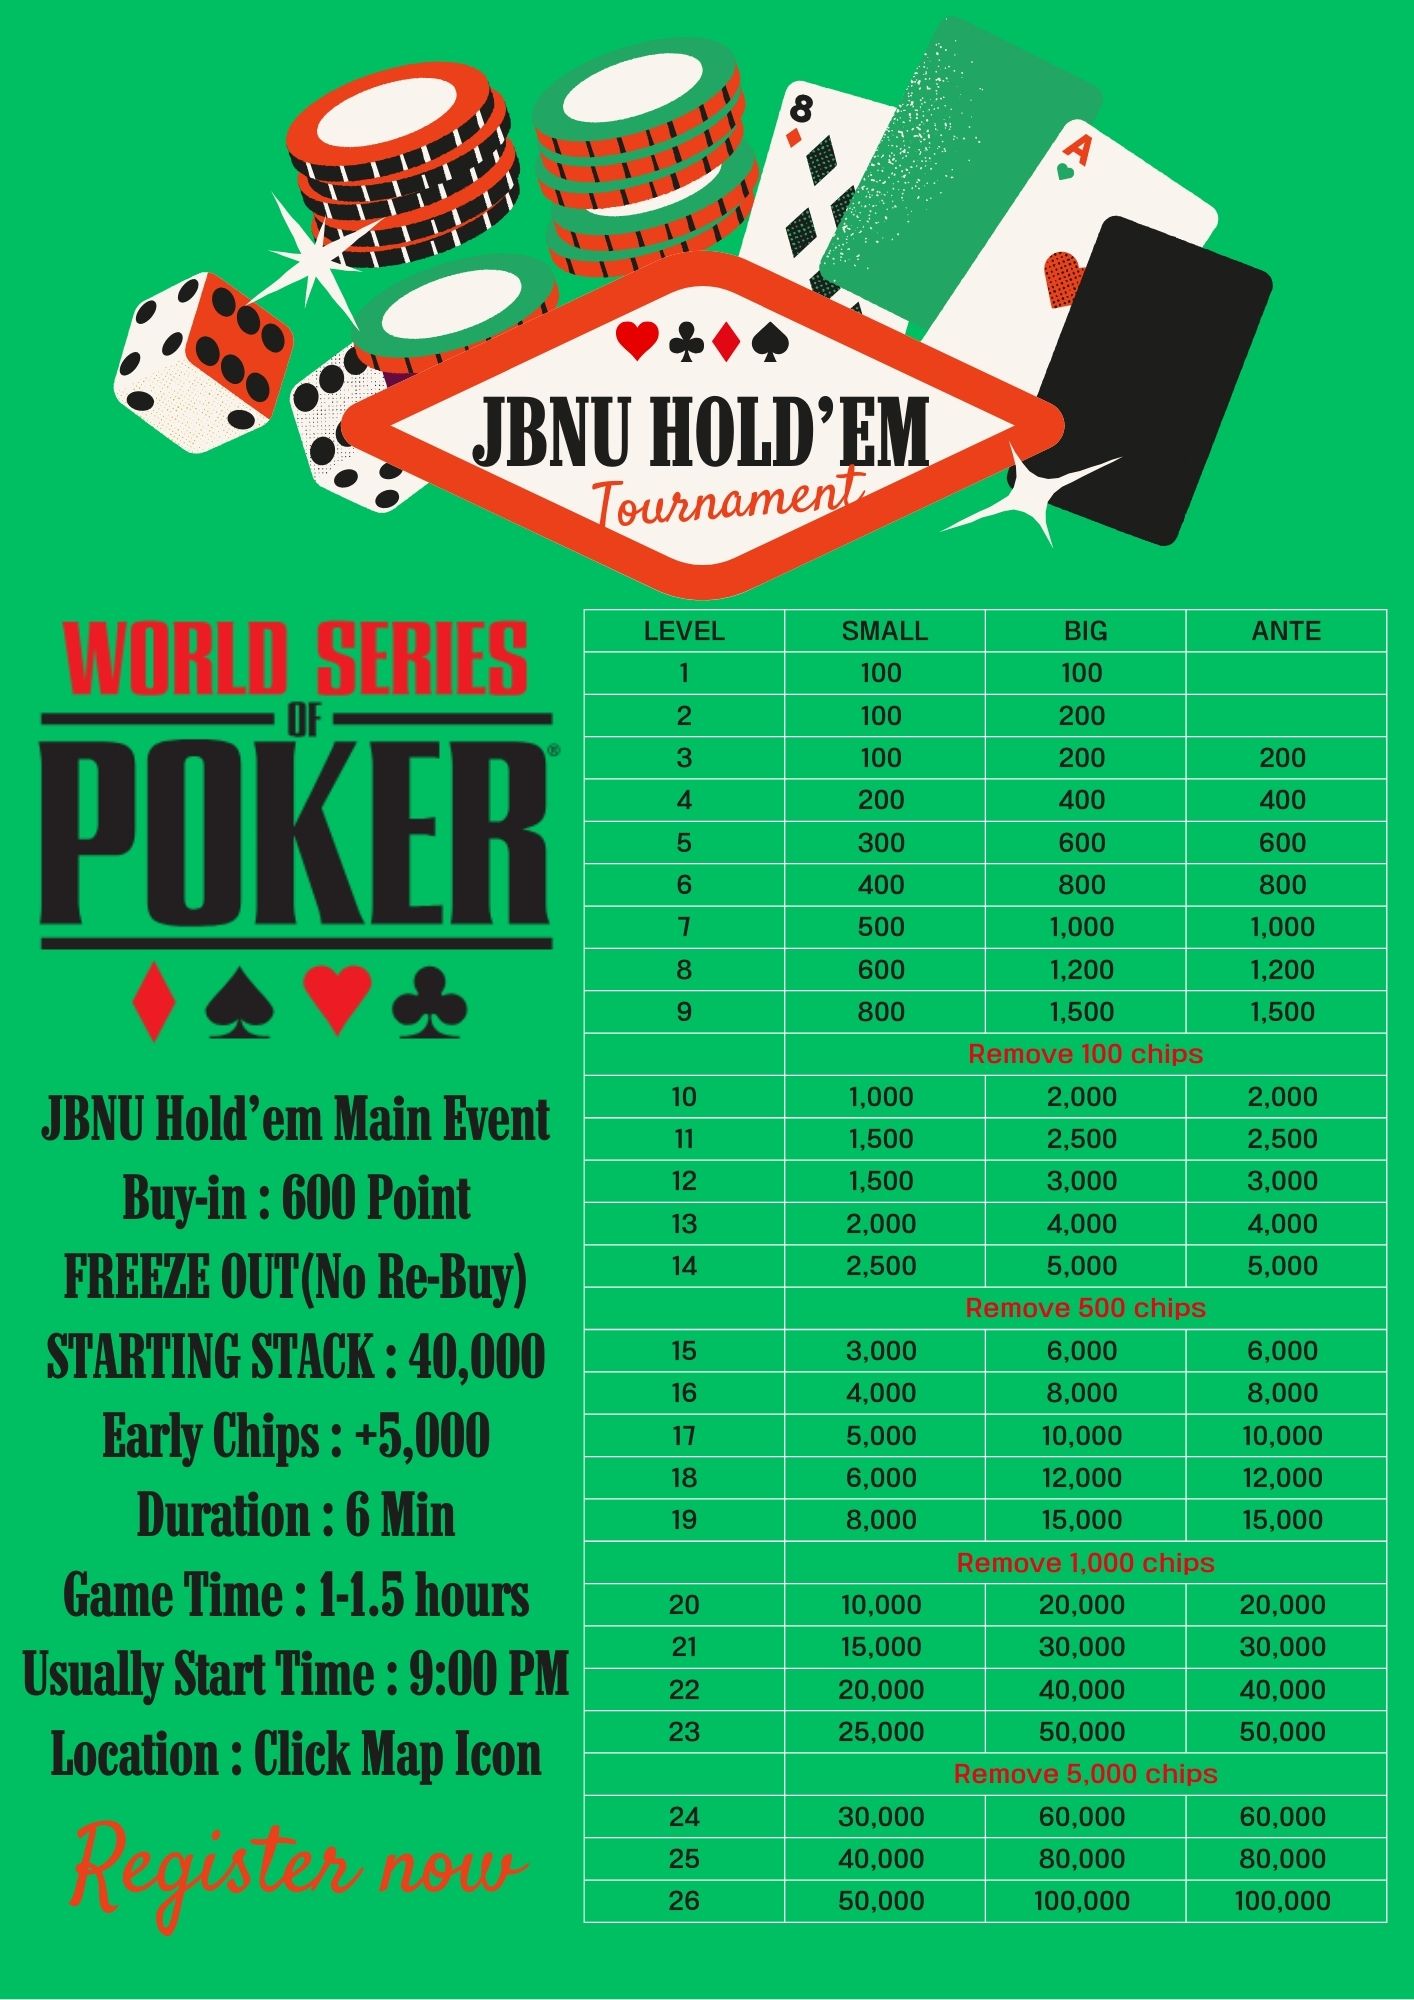 8
A
JBNU HOLD’EM
Tournament
WORLD SERIES
OF
POKER®
JBNU Hold’em Main Event
Buy-in : 600 Point
FREEZE OUT(No Re-Buy)
STARTING STACK : 40,000
Early Chips : +5,000
Duration : 6 Min
Game Time : 1-1.5 hours
Usually Start Time : 9:00 PM
Location : Click Map Icon
Register now
LEVEL SMALL BIG ANTE
1 100 100
2 100 200
3 100 200 200
4 200 400 400
5 300 600 600
6 400 800 800
7 500 1,000 1,000
8 600 1,200 1,200
9 800 1,500 1,500
Remove 100 chips
10 1,000 2,000 2,000
11 1,500 2,500 2,500
12 1,500 3,000 3,000
13 2,000 4,000 4,000
14 2,500 5,000 5,000
Remove 500 chips
15 3,000 6,000 6,000
16 4,000 8,000 8,000
17 5,000 10,000 10,000
18 6,000 12,000 12,000
19 8,000 15,000 15,000
Remove 1,000 chips
20 10,000 20,000 20,000
21 15,000 30,000 30,000
22 20,000 40,000 40,000
23 25,000 50,000 50,000
Remove 5,000 chips
24 30,000 60,000 60,000
25 40,000 80,000 80,000
26 50,000 100,000 100,000